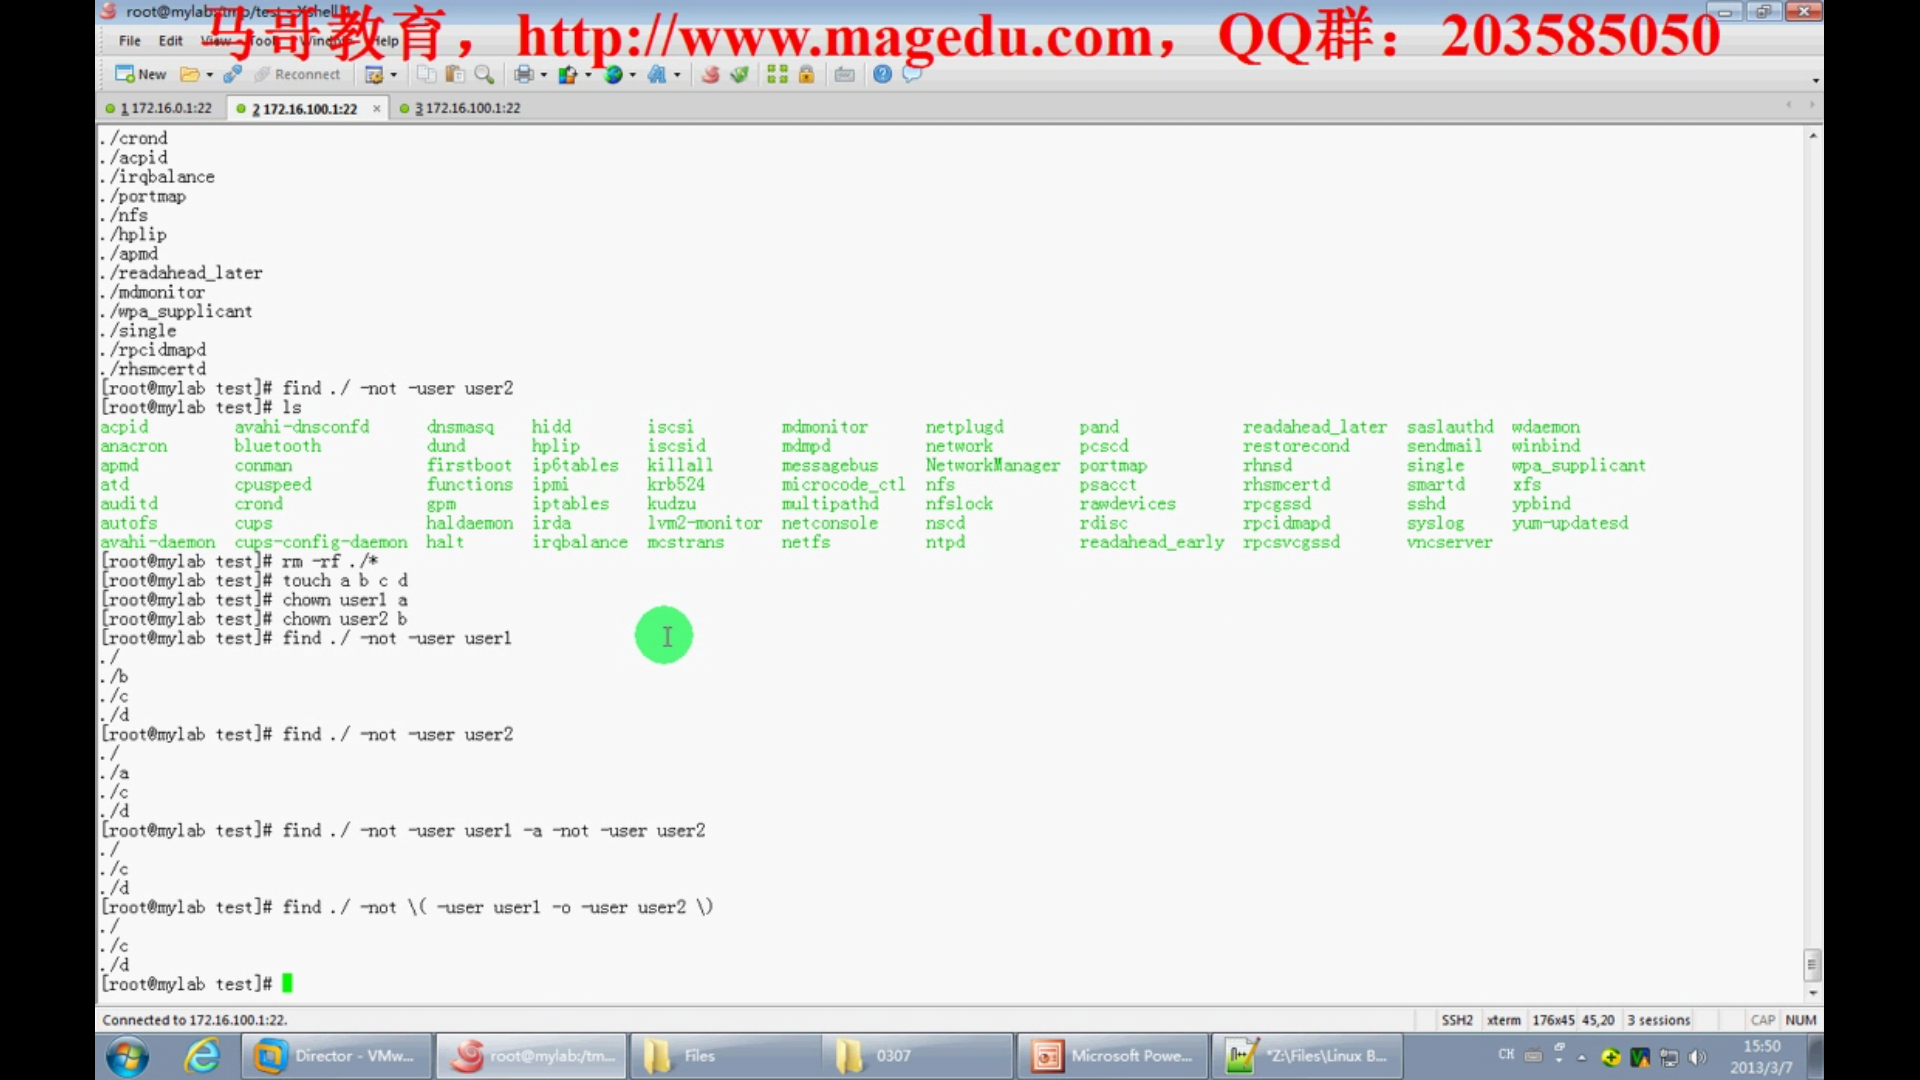 root@mylab:/tmp/test - Xshell 4
马哥教育，http://www.magedu.com，QQ群：203585050
File Edit View Tools Window Help
New Reconnect
1 172.16.0.1:22 2 172.16.100.1:22 × 3 172.16.100.1:22
./crond
./acpid
./irqbalance
./portmap
./nfs
./hplip
./apmd
./readahead_later
./mdmonitor
./wpa_supplicant
./single
./rpcidmapd
./rhsmcertd
[root@mylab test]# find ./ -not -user user2
[root@mylab test]# ls
acpid avahi-dnsconfd dnsmasq hidd iscsi mdmonitor netplugd pand readahead_later saslauthd wdaemon
anacron bluetooth dund hplip iscsid mdmpd network pcscd restorecond sendmail winbind
apmd conman firstboot ip6tables killall messagebus NetworkManager portmap rhnsd single wpa_supplicant
atd cpuspeed functions ipmi krb524 microcode_ctl nfs psacct rhsmcertd smartd xfs
auditd crond gpm iptables kudzu multipathd nfslock rawdevices rpcgssd sshd ypbind
autofs cups haldaemon irda lvm2-monitor netconsole nscd rdisc rpcidmapd syslog yum-updatesd
avahi-daemon cups-config-daemon halt irqbalance mcstrans netfs ntpd readahead_early rpcsvcgssd vncserver
[root@mylab test]# rm -rf ./*
[root@mylab test]# touch a b c d
[root@mylab test]# chown user1 a
[root@mylab test]# chown user2 b
[root@mylab test]# find ./ -not -user user1
./
./b
./c
./d
[root@mylab test]# find ./ -not -user user2
./
./a
./c
./d
[root@mylab test]# find ./ -not -user user1 -a -not -user user2
./
./c
./d
[root@mylab test]# find ./ -not \( -user user1 -o -user user2 \)
./
./c
./d
[root@mylab test]#
Connected to 172.16.100.1:22. SSH2 xterm 176x45 45,20 3 sessions CAP NUM
Director - VMw... root@mylab:/tm... Files 0307 Microsoft Powe... *Z:\Files\Linux B... CH 15:50
2013/3/7